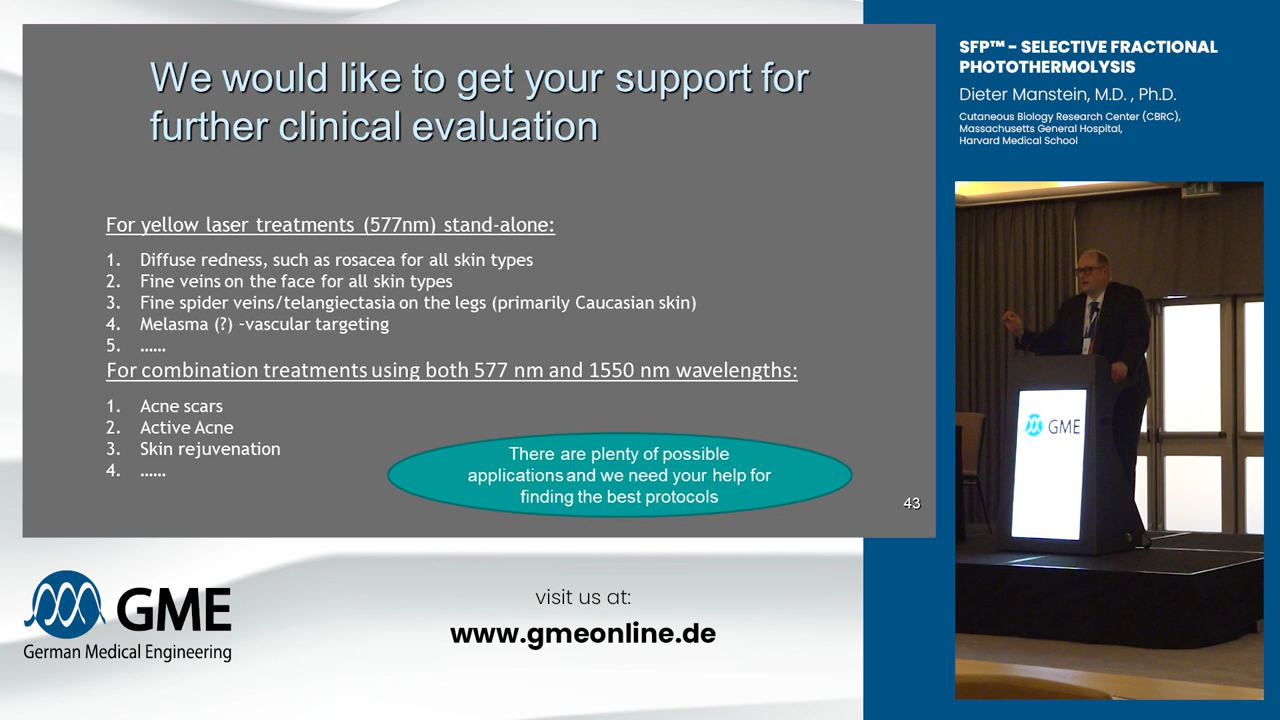 We would like to get your support for
further clinical evaluation
For yellow laser treatments (577nm) stand-alone:
1. Diffuse redness, such as rosacea for all skin types
2. Fine veins on the face for all skin types
3. Fine spider veins/telangiectasia on the legs (primarily Caucasian skin)
4. Melasma (?) -vascular targeting
5. ......
For combination treatments using both 577 nm and 1550 nm wavelengths:
1. Acne scars
2. Active Acne
3. Skin rejuvenation
4. ......
There are plenty of possible
applications and we need your help for
finding the best protocols
43
SFP™ - SELECTIVE FRACTIONAL
PHOTOTHERMOLYSIS
Dieter Manstein, M.D. , Ph.D.
Cutaneous Biology Research Center (CBRC),
Massachusetts General Hospital,
Harvard Medical School
GME
GME
German Medical Engineering
visit us at:
www.gmeonline.de